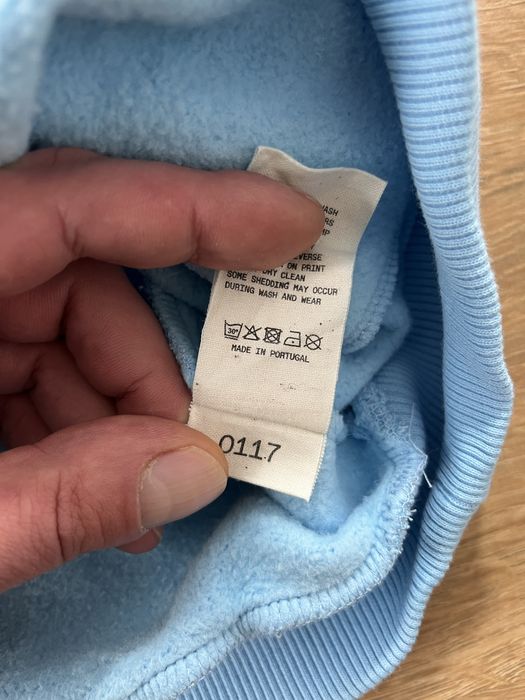 WASH
VERSE
ON PRINT
DRY CLEAN
SOME SHEDDING MAY OCCUR
DURING WASH AND WEAR
30°
MADE IN PORTUGAL
0117